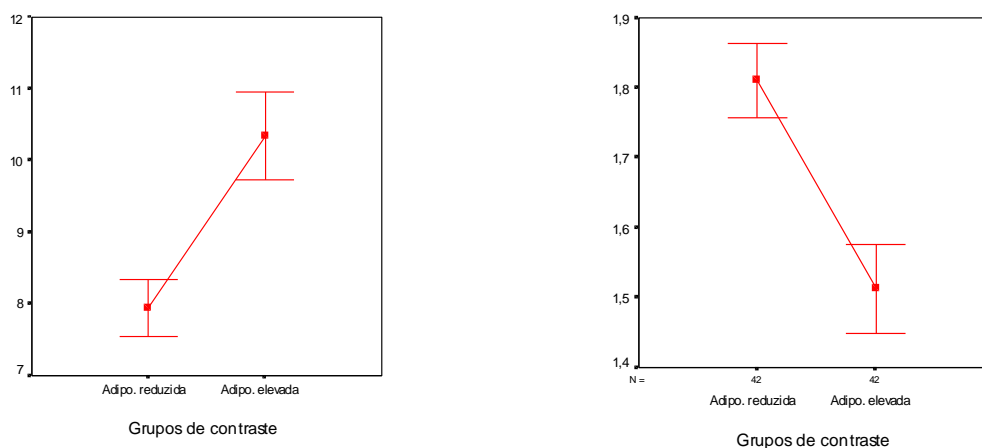 12
11
10
9
8
7
Adipo. reduzida Adipo. elevada
Grupos de contraste
1,9
1,8
1,7
1,6
1,5
1,4
N = 42 42
Adipo. reduzida Adipo. elevada
Grupos de contraste